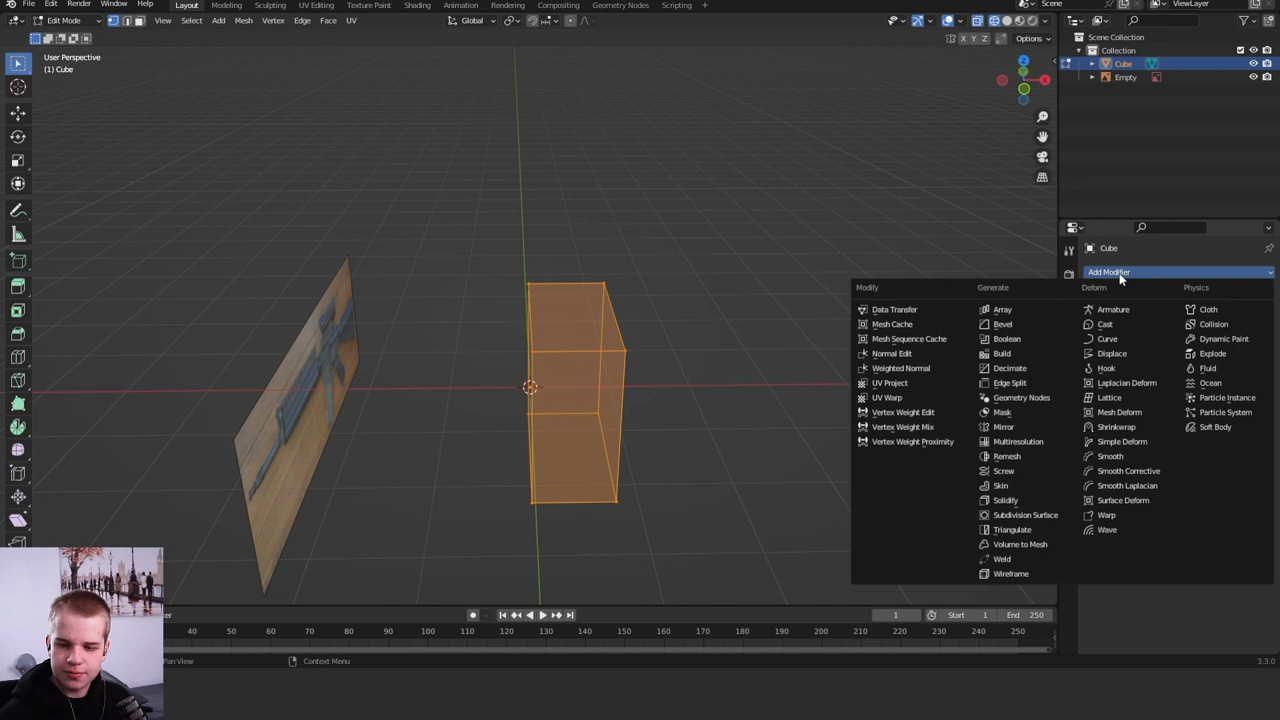 File Edit Render Window Help Layout Modeling Sculpting UV Editing Texture Paint Shading Animation Rendering Compositing Geometry Nodes Scripting Scene ViewLayer
Edit Mode View Select Add Mesh Vertex Edge Face UV Global
X Y Z Options
User Perspective
(1) Cube
Z
X
Scene Collection
Collection
Cube
Empty
Cube
Add Modifier
Modify Generate Deform Physics
Data Transfer Array Armature Cloth
Mesh Cache Bevel Cast Collision
Mesh Sequence Cache Boolean Curve Dynamic Paint
Normal Edit Build Displace Explode
Weighted Normal Decimate Hook Fluid
UV Project Edge Split Laplacian Deform Ocean
UV Warp Geometry Nodes Lattice Particle Instance
Vertex Weight Edit Mask Mesh Deform Particle System
Vertex Weight Mix Mirror Shrinkwrap Soft Body
Vertex Weight Proximity Multiresolution Simple Deform
Remesh Smooth
Screw Smooth Corrective
Skin Smooth Laplacian
Solidify Surface Deform
Subdivision Surface Warp
Triangulate Wave
Volume to Mesh
Weld
Wireframe
1 Start 1 End 250
40 50 60 70 80 90 100 110 120 130 140 150 160 170 180 190 200 210 220 230 240 250
Pan View Context Menu 3.3.0